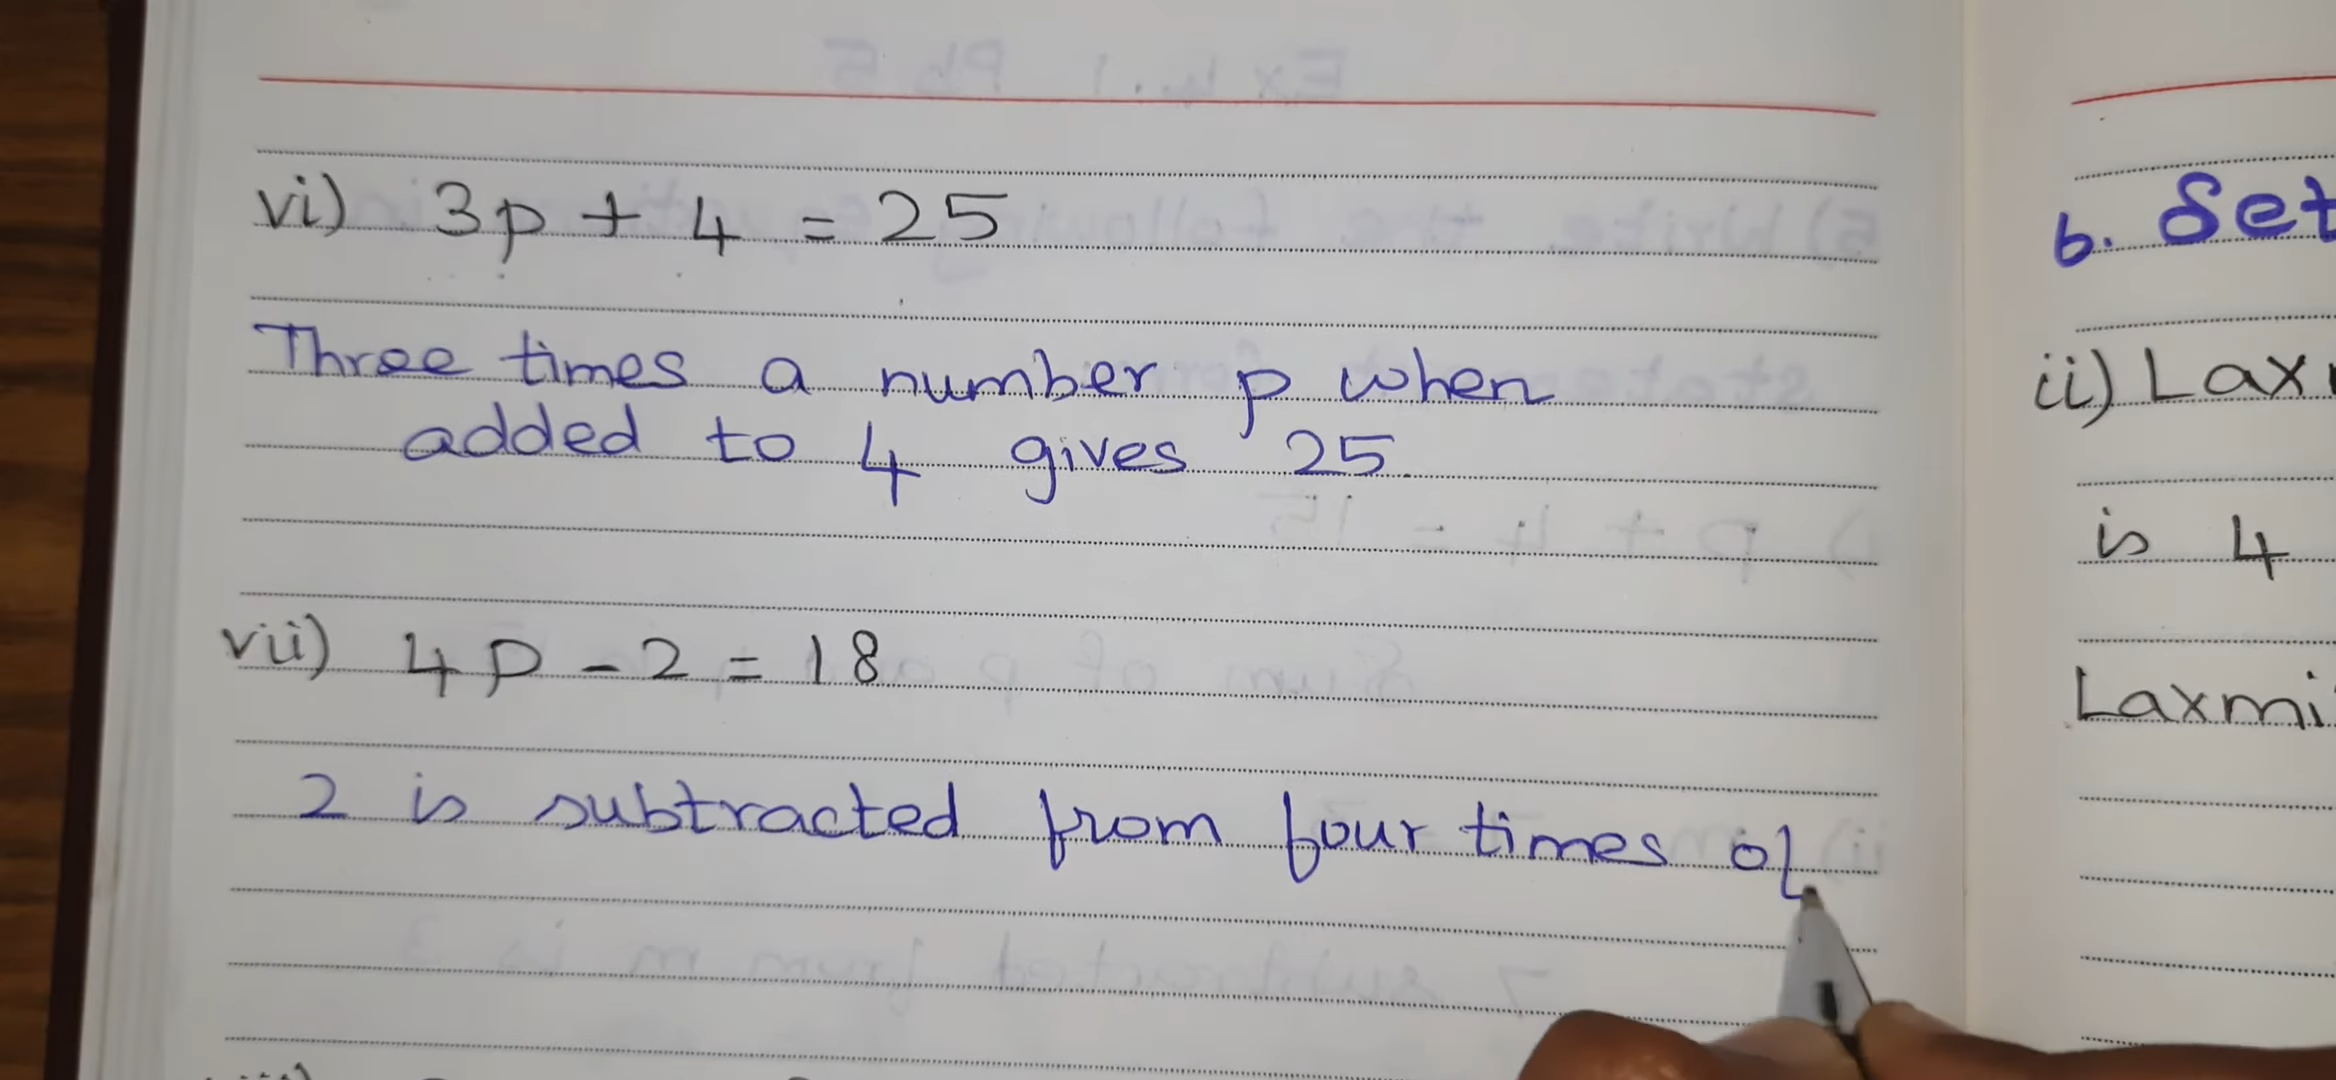 vi) 3p + 4 = 25
Three times a number p when
added to 4 gives 25
vii) 4p - 2 = 18
2 is subtracted from four times of
b. Set
ii) Lax
is 4
Laxmi